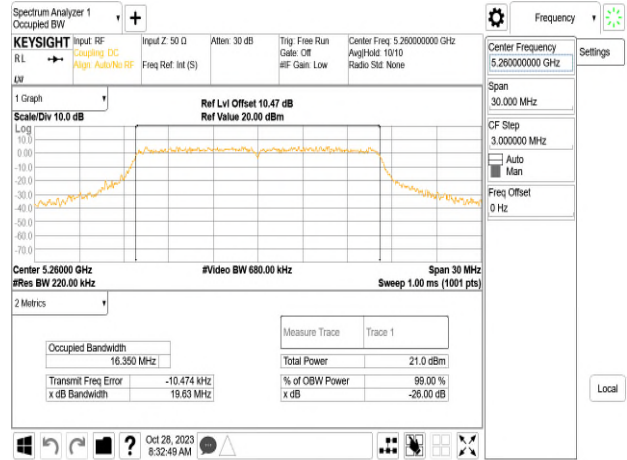 Spectrum Analyzer 1
Occupied BW
Frequency
KEYSIGHT
RL
Input: RF
Coupling: DC
Align: Auto/No RF
Input Z: 50 Ω
Freq Ref: Int (S)
Atten: 30 dB
Trig: Free Run
Gate: Off
#IF Gain: Low
Center Freq: 5.260000000 GHz
Avg|Hold: 10/10
Radio Std: None
Center Frequency
5.260000000 GHz
Settings
Span
30.000 MHz
CF Step
3.000000 MHz
Auto
Man
Freq Offset
0 Hz
Local
1 Graph
Scale/Div 10.0 dB
Ref Lvl Offset 10.47 dB
Ref Value 20.00 dBm
Log
10.0
0.00
-10.0
-20.0
-30.0
-40.0
-50.0
-60.0
-70.0
Center 5.26000 GHz
#Video BW 680.00 kHz
Span 30 MHz
#Res BW 220.00 kHz
Sweep 1.00 ms (1001 pts)
2 Metrics
Measure Trace
Trace 1
Occupied Bandwidth
16.350 MHz
Total Power
21.0 dBm
Transmit Freq Error
-10.474 kHz
% of OBW Power
99.00 %
x dB Bandwidth
19.63 MHz
x dB
-26.00 dB
Oct 28, 2023
8:32:49 AM